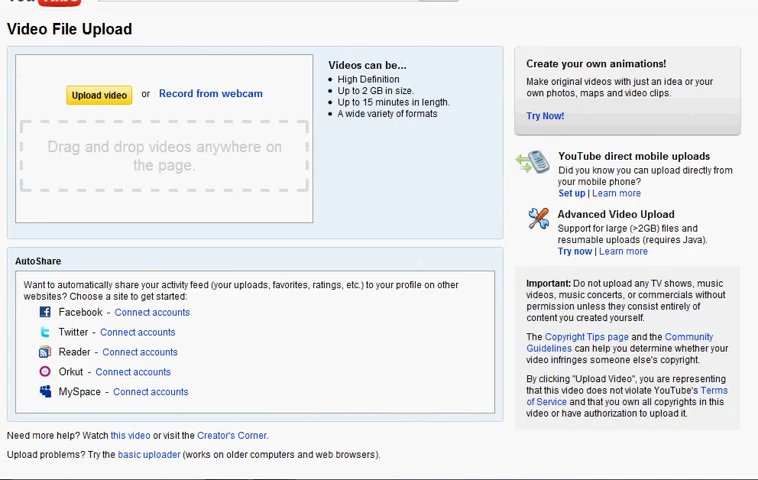 You Tube
Video File Upload
Upload video or Record from webcam
Drag and drop videos anywhere on
the page.
Videos can be...
High Definition
Up to 2 GB in size.
Up to 15 minutes in length.
A wide variety of formats
AutoShare
Want to automatically share your activity feed (your uploads, favorites, ratings, etc.) to your profile on other
websites? Choose a site to get started:
Facebook - Connect accounts
Twitter - Connect accounts
Reader - Connect accounts
Orkut - Connect accounts
MySpace - Connect accounts
Need more help? Watch this video or visit the Creator's Corner.
Upload problems? Try the basic uploader (works on older computers and web browsers).
Create your own animations!
Make original videos with just an idea or your
own photos, maps and video clips.
Try Now!
YouTube direct mobile uploads
Did you know you can upload directly from
your mobile phone?
Set up | Learn more
Advanced Video Upload
Support for large (>2GB) files and
resumable uploads (requires Java).
Try now | Learn more
Important: Do not upload any TV shows, music
videos, music concerts, or commercials without
permission unless they consist entirely of
content you created yourself.
The Copyright Tips page and the Community
Guidelines can help you determine whether your
video infringes someone else's copyright.
By clicking "Upload Video", you are representing
that this video does not violate YouTube's Terms
of Service and that you own all copyrights in this
video or have authorization to upload it.